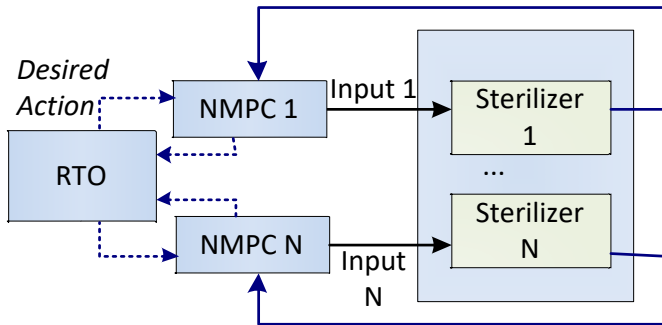 Desired
Action
NMPC 1
Input 1
Sterilizer
1
RTO
...
NMPC N
Input
N
Sterilizer
N